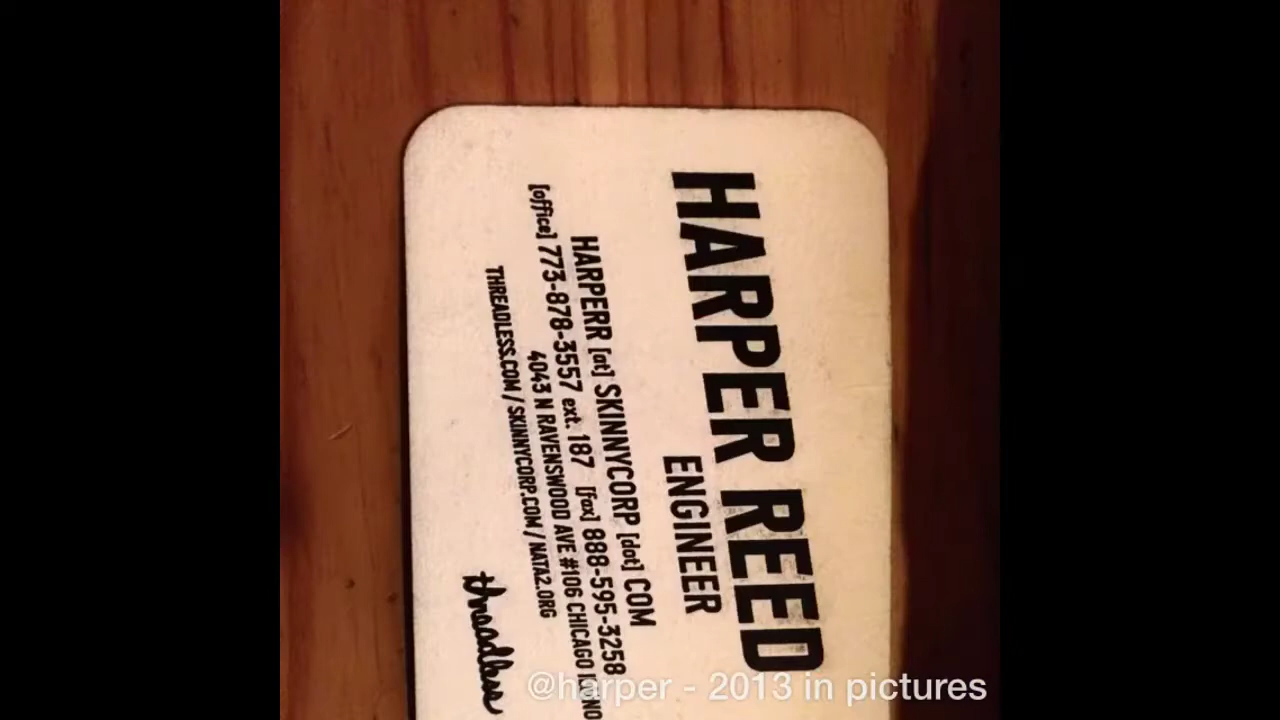 HARPER REED
ENGINEER
HARPERR [at] SKINNYCORP [dot] COM
[office] 773-878-3557 ext. 187 [fax] 888-595-3258
4043 N RAVENSWOOD AVE #106 CHICAGO
THREADLESS.COM / SKINNYCORP.COM / NATA2.ORG
threadless
@harper - 2013 in pictures